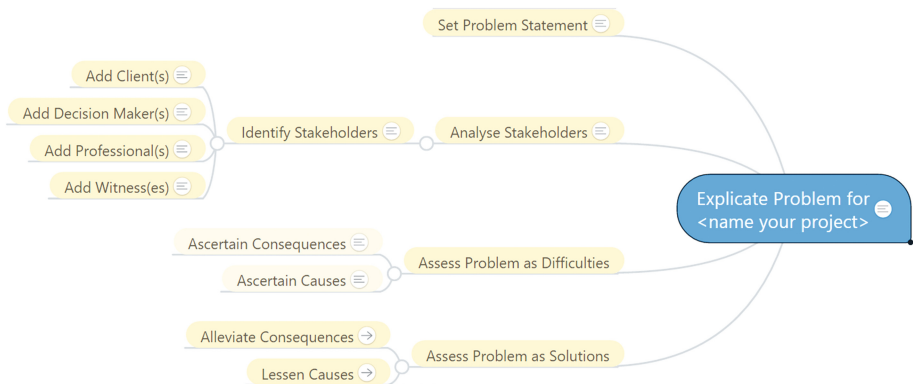 Set Problem Statement
Add Client(s)
Add Decision Maker(s)
Identify Stakeholders
Analyse Stakeholders
Add Professional(s)
Add Witness(es)
Explicate Problem for
<name your project>
Ascertain Consequences
Assess Problem as Difficulties
Ascertain Causes
Alleviate Consequences
Assess Problem as Solutions
Lessen Causes